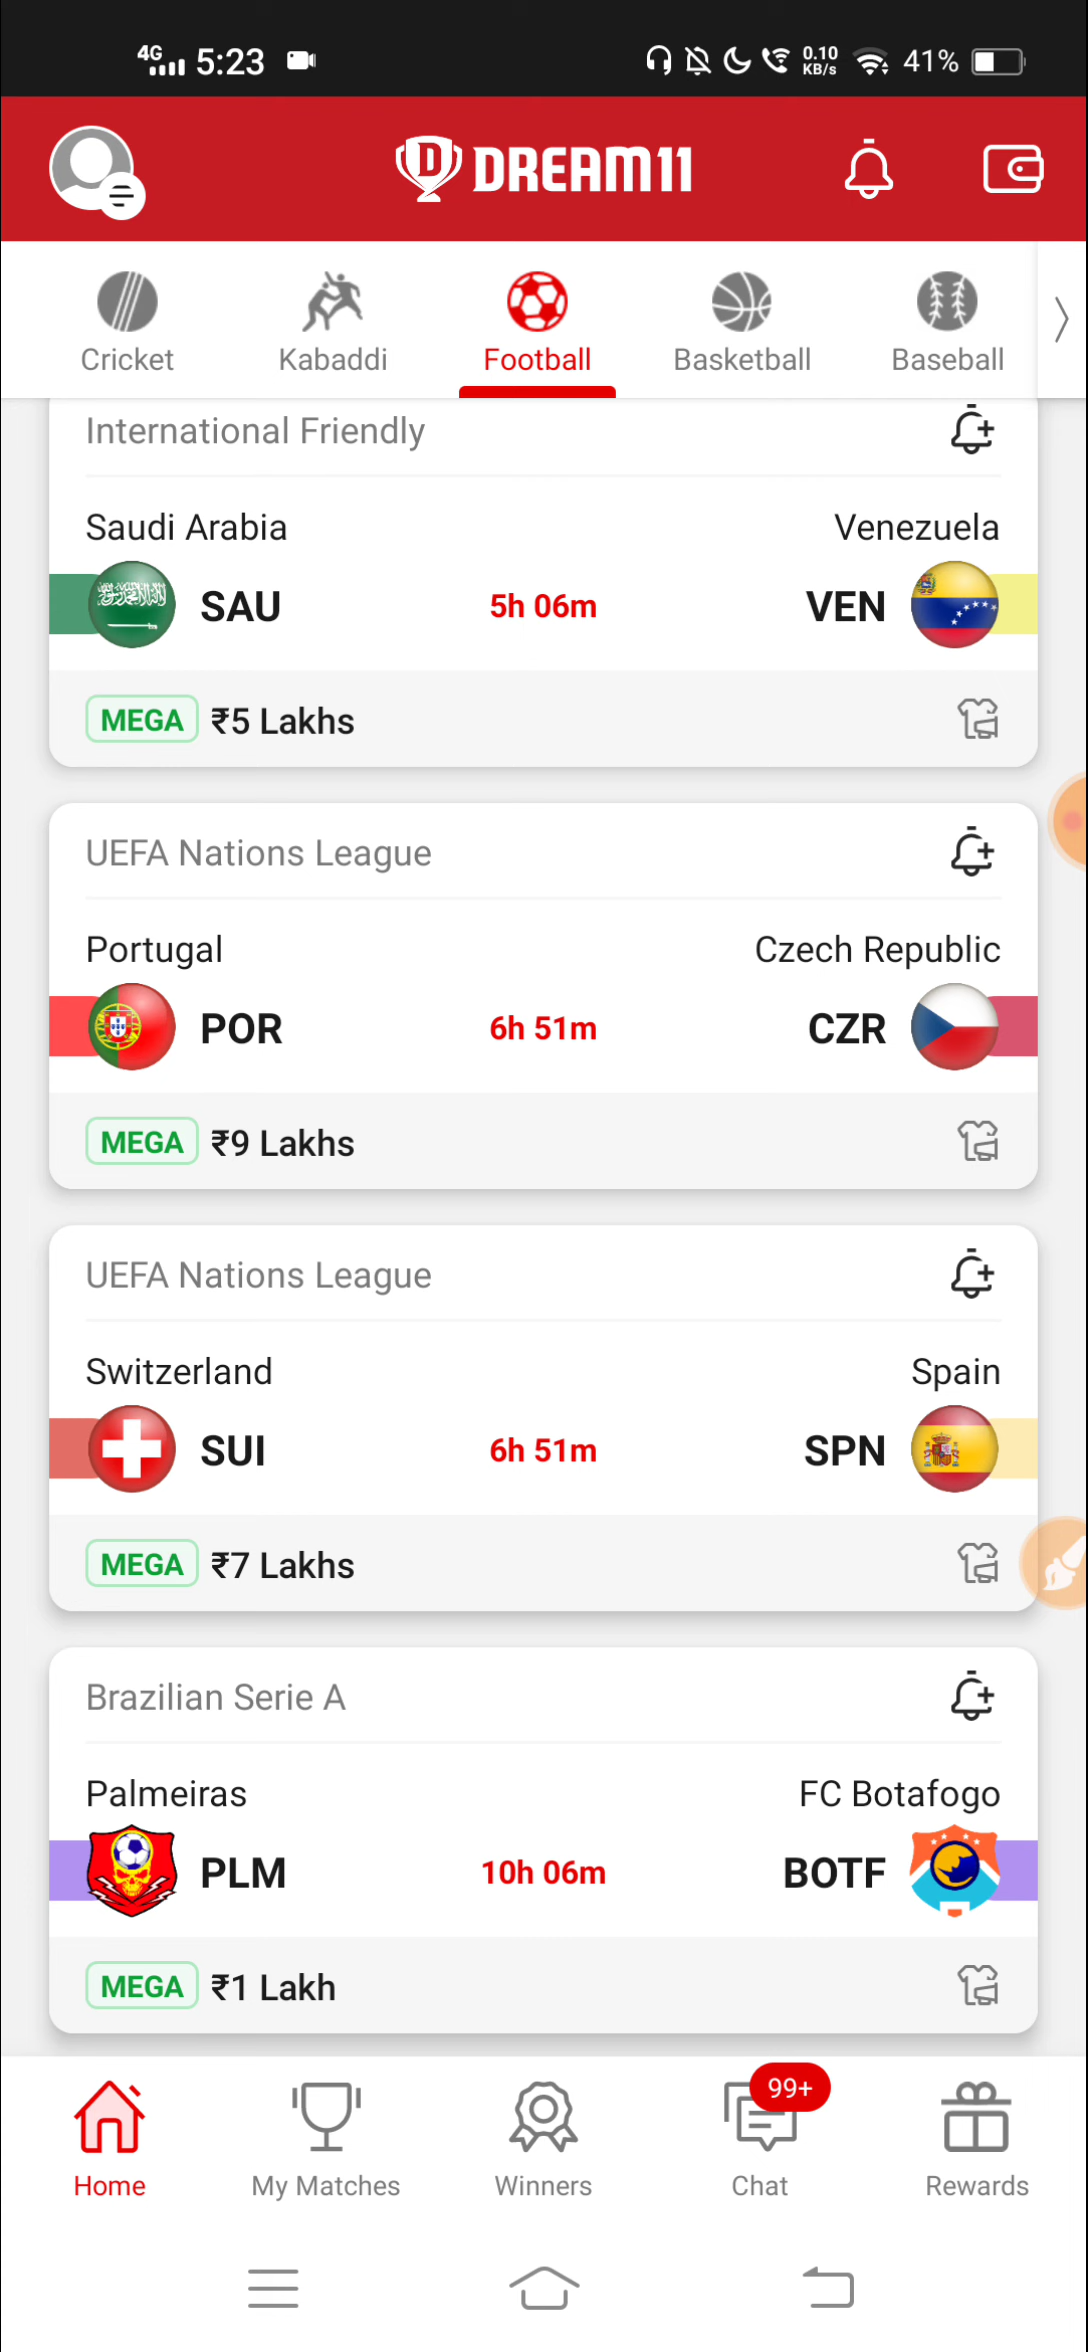 4G 5:23 0.10 KB/s 41%
DREAM11
Cricket Kabaddi Football Basketball Baseball
International Friendly
Saudi Arabia Venezuela
SAU 5h 06m VEN
MEGA ₹5 Lakhs
UEFA Nations League
Portugal Czech Republic
POR 6h 51m CZR
MEGA ₹9 Lakhs
UEFA Nations League
Switzerland Spain
SUI 6h 51m SPN
MEGA ₹7 Lakhs
Brazilian Serie A
Palmeiras FC Botafogo
PLM 10h 06m BOTF
MEGA ₹1 Lakh
99+
Home My Matches Winners Chat Rewards